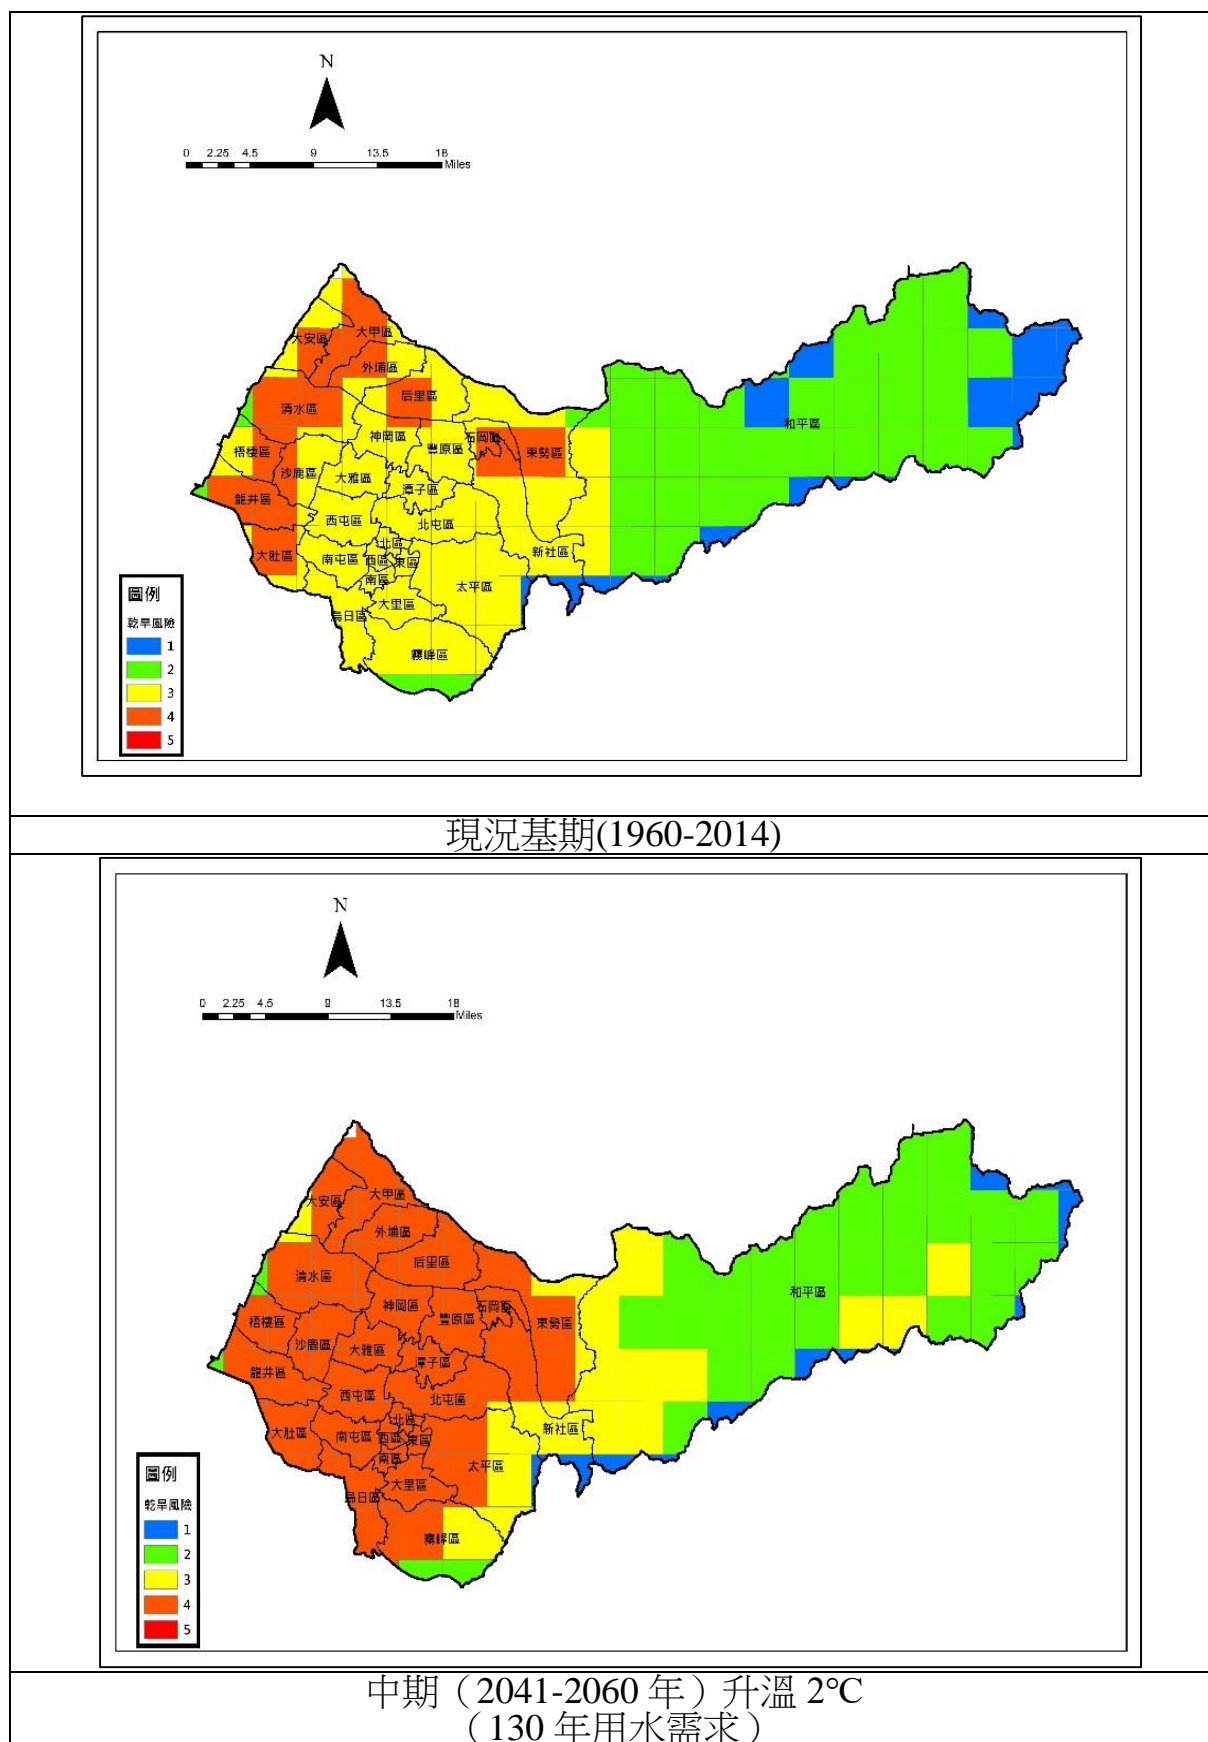 N
0 2.25 4.5 9 13.5 18
Miles
大甲區
大安區
外埔區
后里區
清水區
和平區
神岡區
石岡區
豐原區
東勢區
梧棲區
沙鹿區
大雅區
潭子區
龍井區
西屯區
北屯區
北區
新社區
大肚區
南屯區
西區
東區
南區
太平區
大里區
烏日區
霧峰區
圖例
乾旱風險
1
2
3
4
5
現況基期(1960-2014)
N
0 2.25 4.5 9 13.5 18
Miles
大甲區
大安區
外埔區
后里區
清水區
和平區
神岡區
石岡區
梧棲區
豐原區
東勢區
沙鹿區
大雅區
潭子區
龍井區
西屯區
北屯區
北區
新社區
大肚區
南屯區
西區
東區
南區
太平區
大里區
烏日區
霧峰區
圖例
乾旱風險
1
2
3
4
5
中期（2041-2060 年）升溫 2°C
（130 年用水需求）